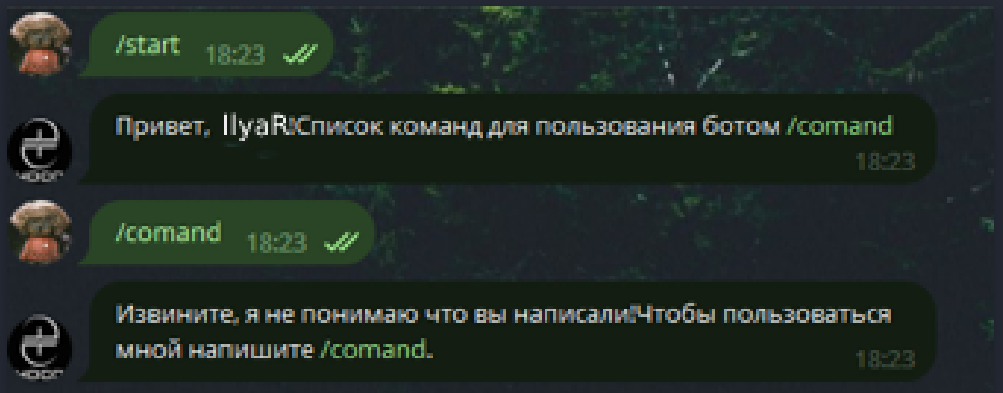 /start 18:23
Привет, IlyaR!Список команд для пользования ботом /comand
18:23
/comand 18:23
Извините, я не понимаю что вы написали!Чтобы пользоваться
мной напишите /comand.
18:23